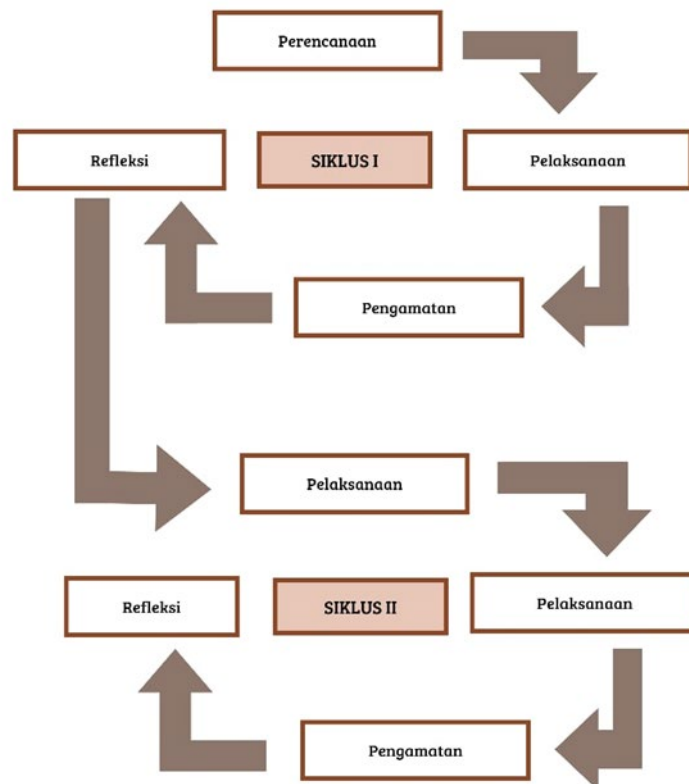 Perencanaan
Refleksi
SIKLUS I
Pelaksanaan
Pengamatan
Pelaksanaan
Refleksi
SIKLUS II
Pelaksanaan
Pengamatan